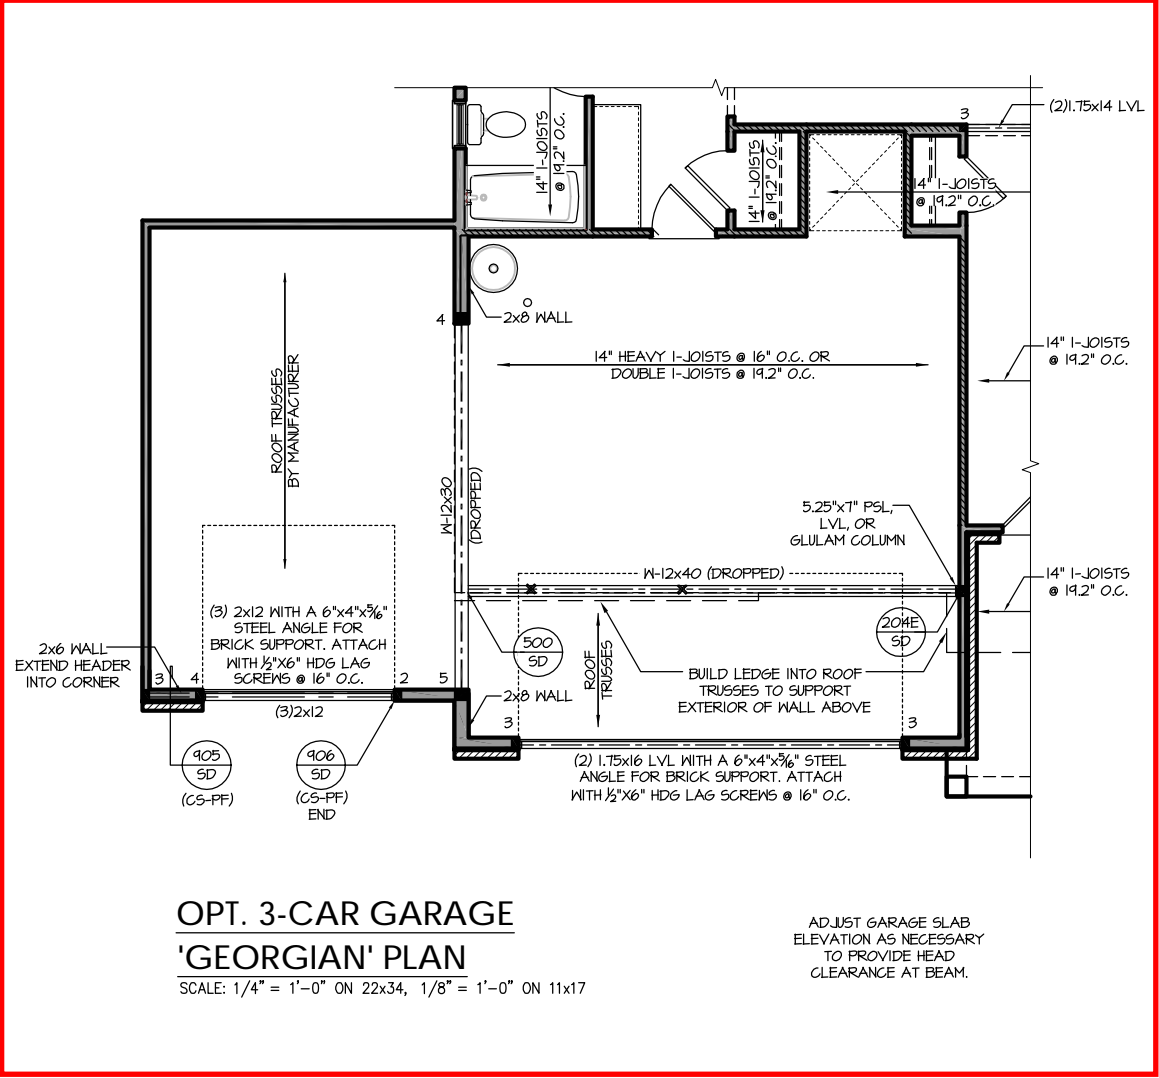 (2)1.75x14 LVL
3
14" I-JOISTS
@ 19.2" O.C.
14" I-JOISTS
@ 19.2" O.C.
14" I-JOISTS
@ 19.2" O.C.
2x8 WALL
4
14" I-JOISTS
@ 19.2" O.C.
14" HEAVY I-JOISTS @ 16" O.C. OR
DOUBLE I-JOISTS @ 19.2" O.C.
ROOF TRUSSES
BY MANUFACTURER
W-12x30
(DROPPED)
5.25"x7" PSL,
LVL, OR
GLULAM COLUMN
W-12x40 (DROPPED)
14" I-JOISTS
@ 19.2" O.C.
(3) 2x12 WITH A 6"x4"x5/16"
STEEL ANGLE FOR
BRICK SUPPORT. ATTACH
WITH 1/2"X6" HDG LAG
SCREWS @ 16" O.C.
2x6 WALL
EXTEND HEADER
INTO CORNER
500
SD
204E
SD
ROOF
TRUSSES
BUILD LEDGE INTO ROOF
TRUSSES TO SUPPORT
EXTERIOR OF WALL ABOVE
3 4 2 5
2x8 WALL
(3)2x12
3 3
905
SD
(CS-PF)
906
SD
(CS-PF)
END
(2) 1.75x16 LVL WITH A 6"x4"x5/16" STEEL
ANGLE FOR BRICK SUPPORT. ATTACH
WITH 1/2"X6" HDG LAG SCREWS @ 16" O.C.
OPT. 3-CAR GARAGE
'GEORGIAN' PLAN
SCALE: 1/4" = 1'-0" ON 22x34, 1/8" = 1'-0" ON 11x17
ADJUST GARAGE SLAB
ELEVATION AS NECESSARY
TO PROVIDE HEAD
CLEARANCE AT BEAM.